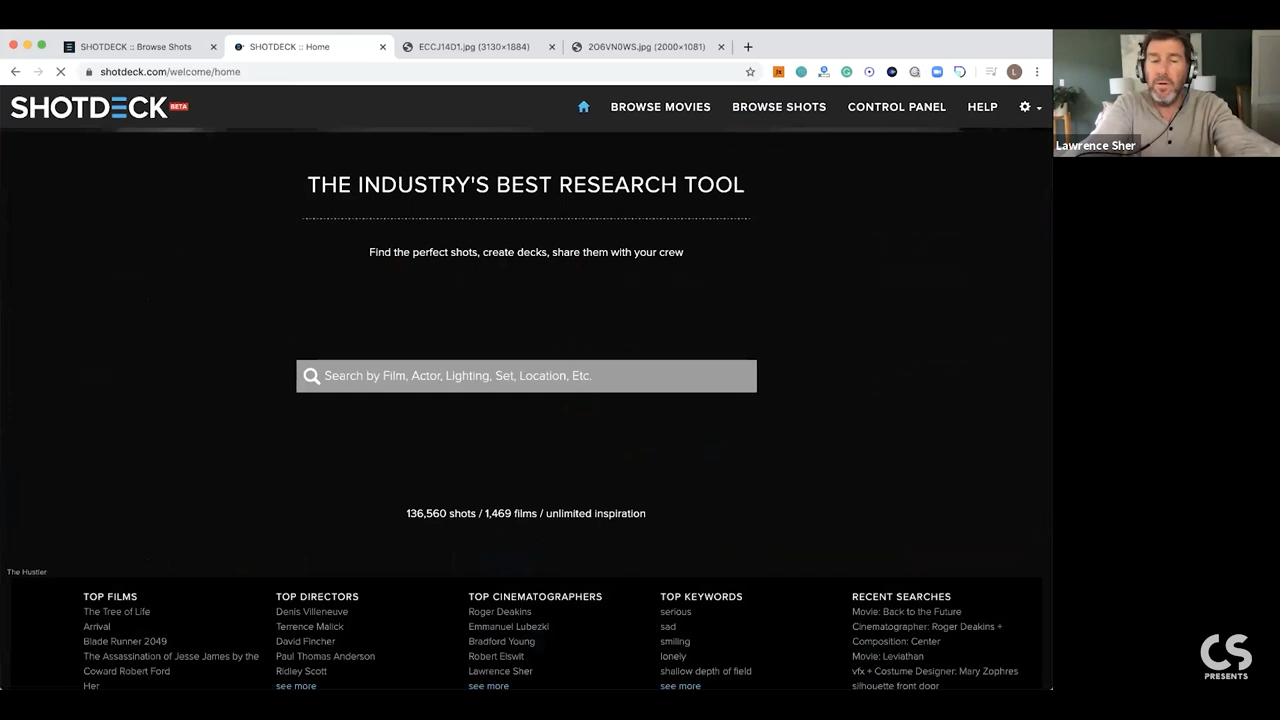 SHOTDECK :: Browse Shots
SHOTDECK :: Home
ECCJ14D1.jpg (3130×1884)
2O6VN0WS.jpg (2000×1081)
shotdeck.com/welcome/home
L
SHOTDECK BETA
BROWSE MOVIES
BROWSE SHOTS
CONTROL PANEL
HELP
Lawrence Sher
THE INDUSTRY'S BEST RESEARCH TOOL
Find the perfect shots, create decks, share them with your crew
Search by Film, Actor, Lighting, Set, Location, Etc.
136,560 shots / 1,469 films / unlimited inspiration
The Hustler
TOP FILMS
The Tree of Life
Arrival
Blade Runner 2049
The Assassination of Jesse James by the
Coward Robert Ford
Her
TOP DIRECTORS
Denis Villeneuve
Terrence Malick
David Fincher
Paul Thomas Anderson
Ridley Scott
see more
TOP CINEMATOGRAPHERS
Roger Deakins
Emmanuel Lubezki
Bradford Young
Robert Elswit
Lawrence Sher
see more
TOP KEYWORDS
serious
sad
smiling
lonely
shallow depth of field
see more
RECENT SEARCHES
Movie: Back to the Future
Cinematographer: Roger Deakins +
Composition: Center
Movie: Leviathan
vfx + Costume Designer: Mary Zophres
silhouette front door
CS
PRESENTS